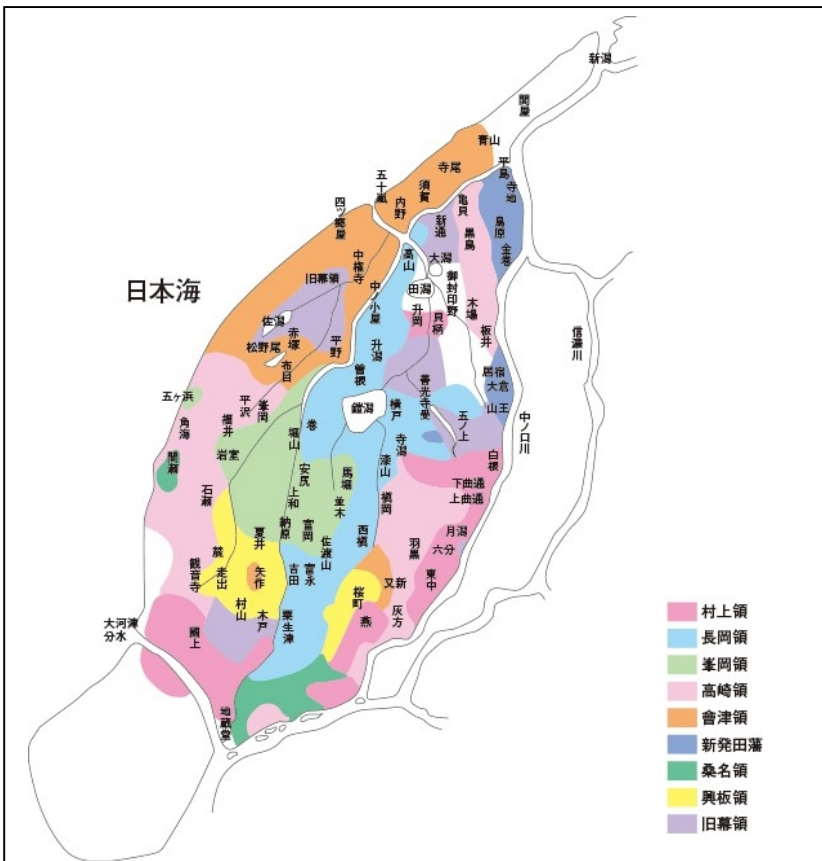 新潟
関屋
青山
平島
寺地
寺尾
五十嵐
須賀
内野
亀貝
島原
金巻
四ツ郷屋
新通
黒鳥
高山
中権寺
大潟
旧幕領
日本海
御封印野
田潟
中ノ小屋
木場
佐潟
升岡
貝柄
板井
信濃川
赤塚
松野尾
平野
升潟
布目
曽根
居宿
大倉
善光寺受
五ヶ浜
平沢
峯岡
鎧潟
横戸
山王
中ノ口川
角海
福井
巻
五ノ上
堀山
寺潟
岩室
白根
間瀬
漆山
安尻
馬堀
下曲通
上曲通
石瀬
上和納
並木
槇岡
月潟
夏井
原
富岡
佐渡山
西槇
羽黒
六分
麓
観音寺
走出
矢作
吉田
富永
又新
東中
桜町
村山
木戸
粟生津
燕
灰方
大河津
分水
國上
地蔵堂
村上領
長岡領
峯岡領
高崎領
會津領
新発田藩
桑名領
興板領
旧幕領